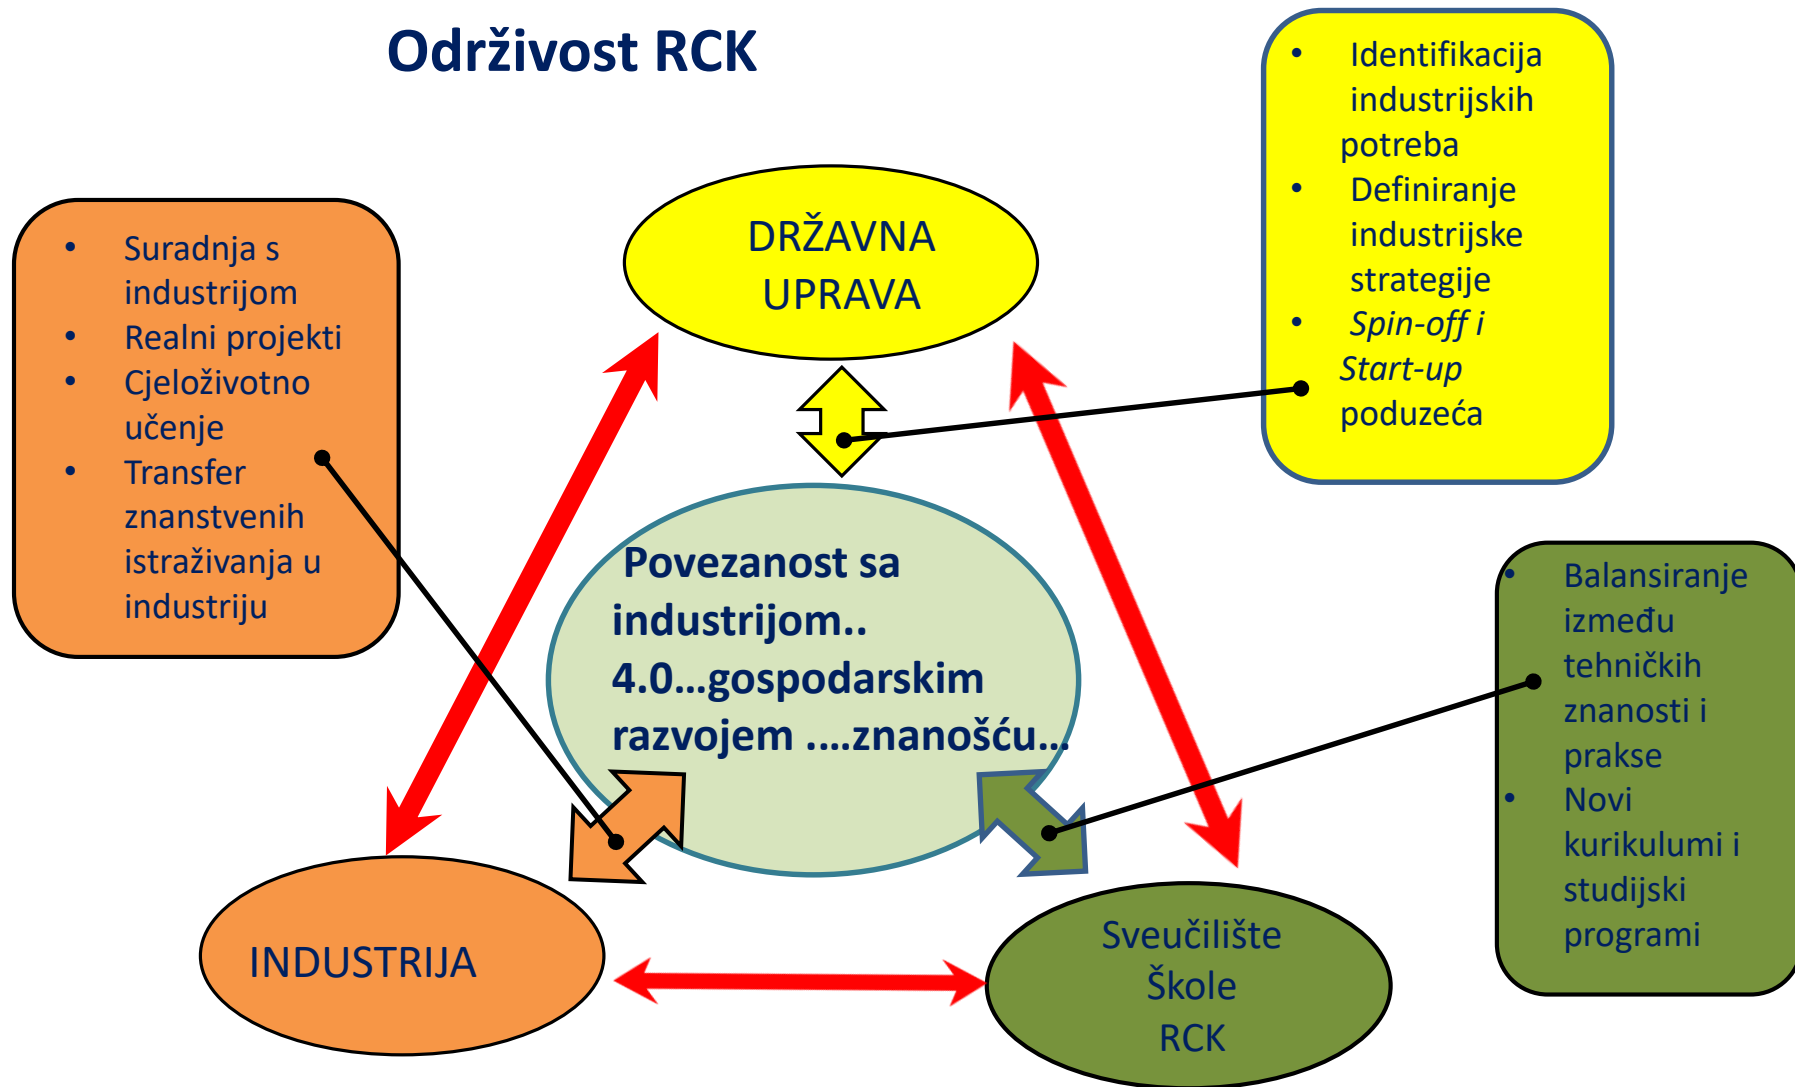 Održivost RCK
• Identifikacija
industrijskih
potreba
• Definiranje
industrijske
strategije
• Spin-off i
Start-up
poduzeća
DRŽAVNA
UPRAVA
• Suradnja s
industrijom
• Realni projekti
• Cjeloživotno
učenje
• Transfer
znanstvenih
istraživanja u
industriju
Povezanost sa
industrijom..
4.0...gospodarskim
razvojem .…znanošću…
• Balansiranje
između
tehničkih
znanosti i
prakse
• Novi
kurikulumi i
studijski
programi
INDUSTRIJA
Sveučilište
Škole
RCK